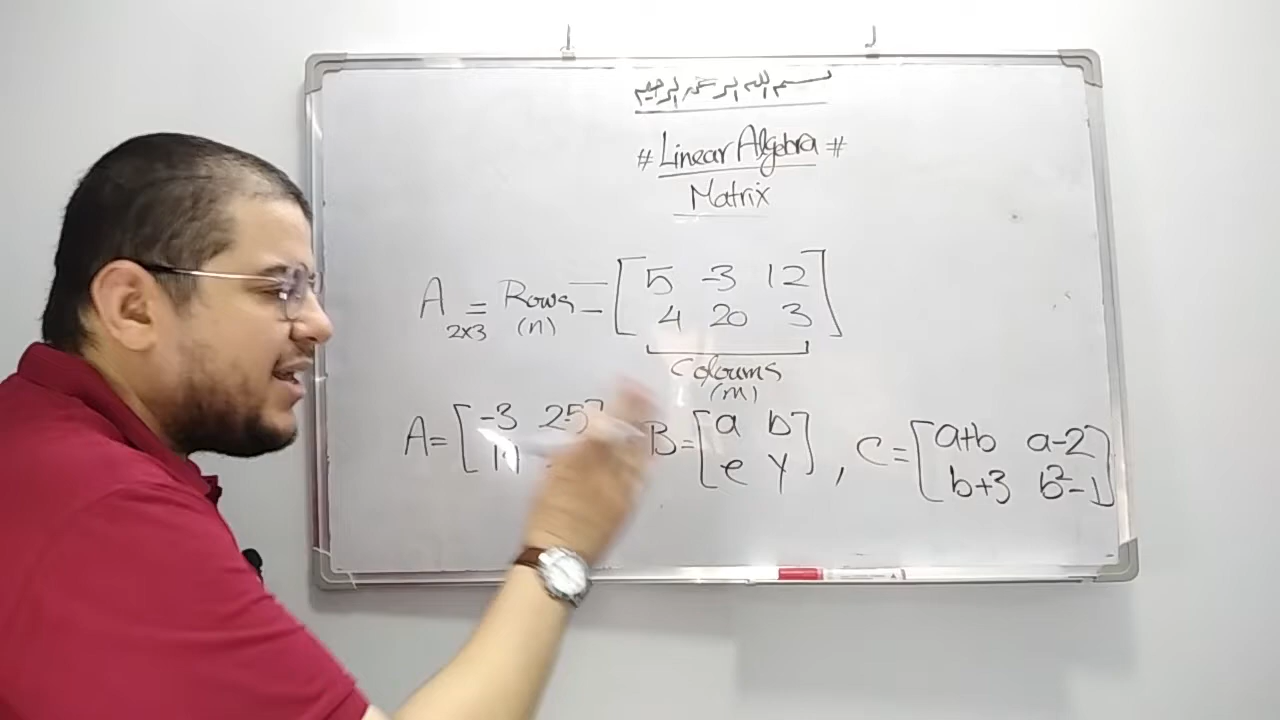 بسم الله الرحمن الرحيم
# Linear Algebra #
Matrix
A 2x3 = Rows (n) = [5 -3 12
4 20 3]
Coloums
(m)
A = [-3 25], B = [a b
e y], C = [a+b a-2
b+3 b²-1]